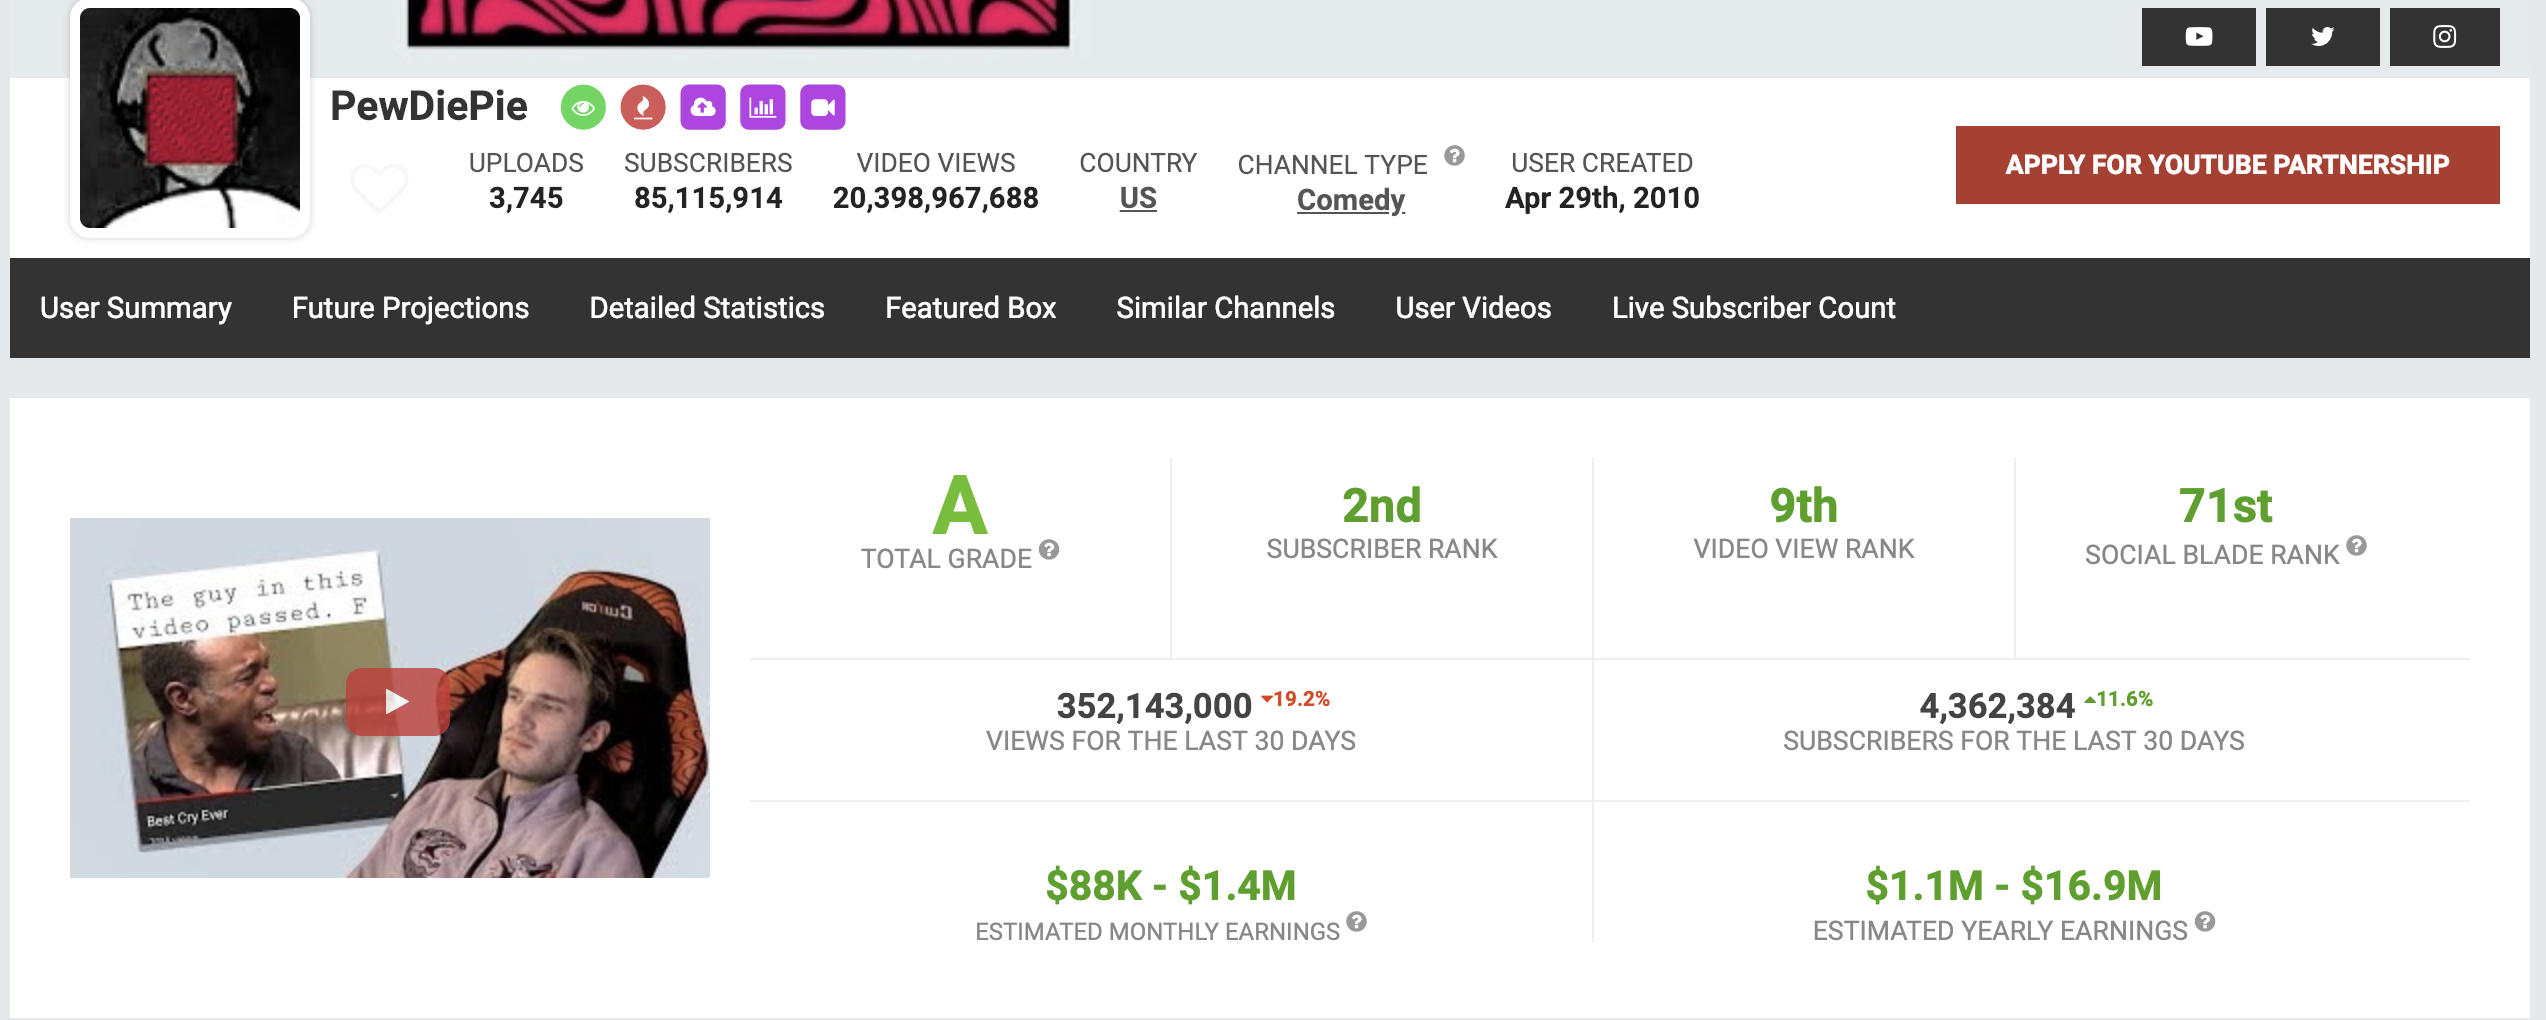 PewDiePie
UPLOADS
3,745
SUBSCRIBERS
85,115,914
VIDEO VIEWS
20,398,967,688
COUNTRY
US
CHANNEL TYPE
Comedy
USER CREATED
Apr 29th, 2010
APPLY FOR YOUTUBE PARTNERSHIP
User Summary Future Projections Detailed Statistics Featured Box Similar Channels User Videos Live Subscriber Count
The guy in this
video passed. F
Best Cry Ever
A
TOTAL GRADE
2nd
SUBSCRIBER RANK
9th
VIDEO VIEW RANK
71st
SOCIAL BLADE RANK
352,143,000 19.2%
VIEWS FOR THE LAST 30 DAYS
4,362,384 11.6%
SUBSCRIBERS FOR THE LAST 30 DAYS
$88K - $1.4M
ESTIMATED MONTHLY EARNINGS
$1.1M - $16.9M
ESTIMATED YEARLY EARNINGS